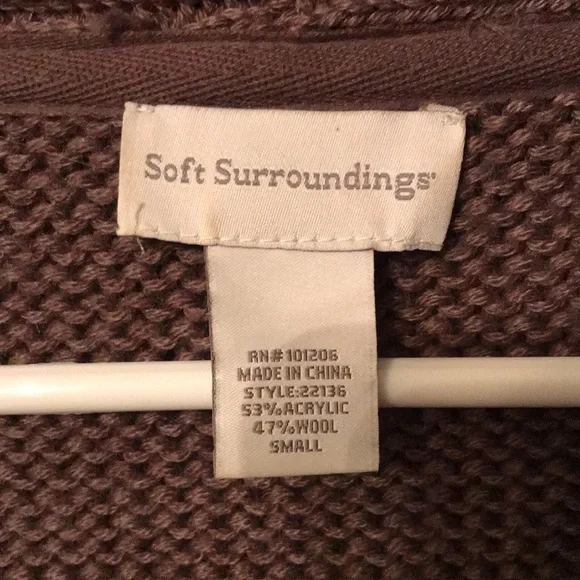 Soft Surroundings
RN# 101206
MADE IN CHINA
STYLE:22136
53%ACRYLIC
47%WOOL
SMALL